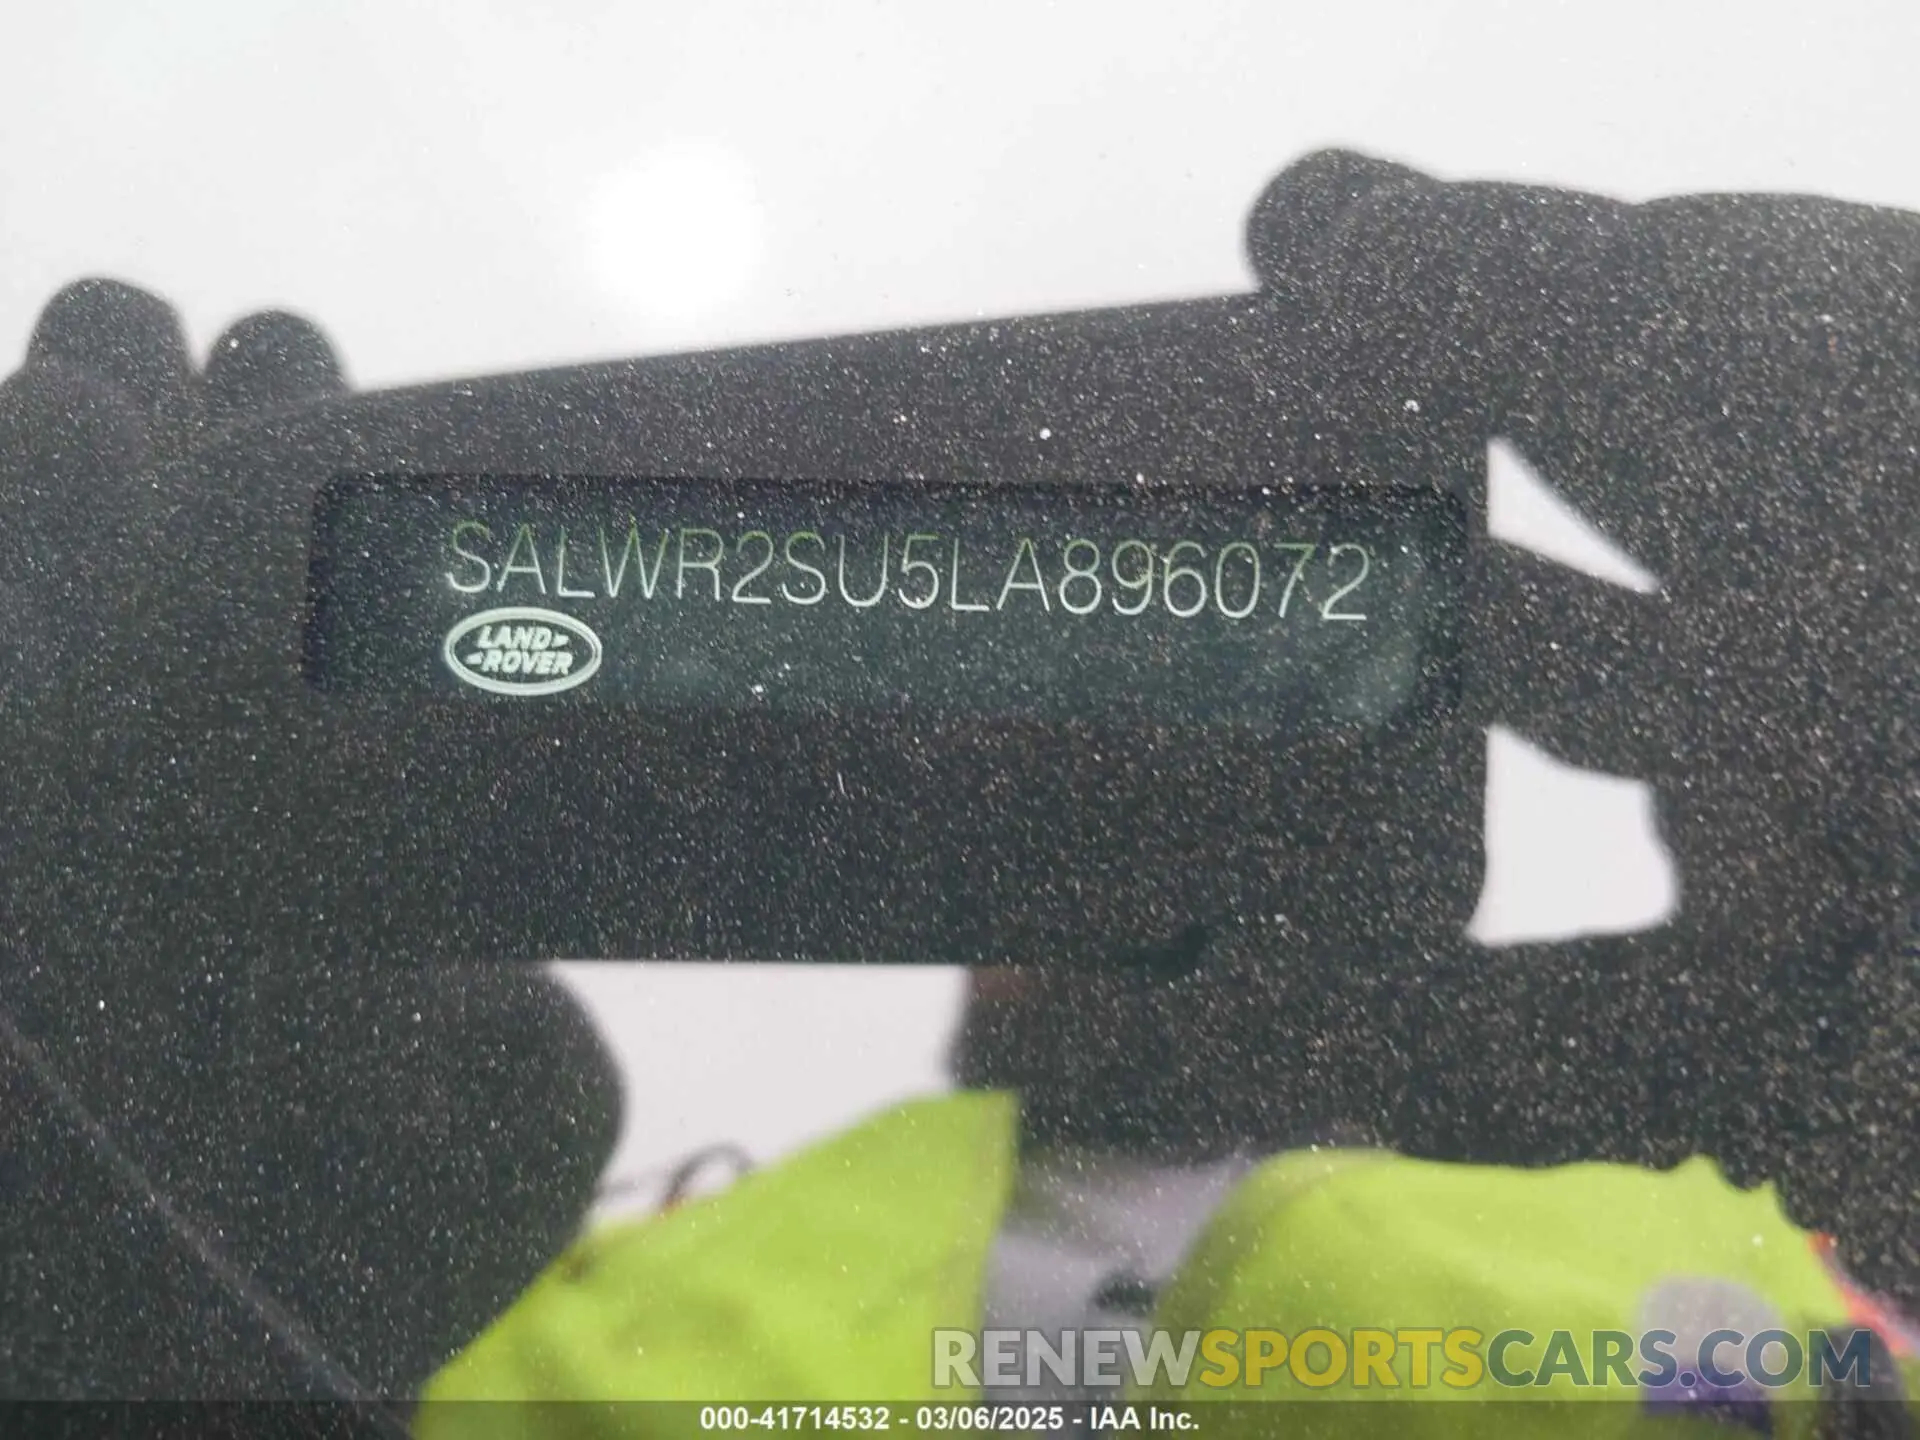 SALWR2SU5LA896072
LAND
ROVER
RENEWSPORTSCARS.COM
000-41714532 - 03/06/2025 - IAA Inc.